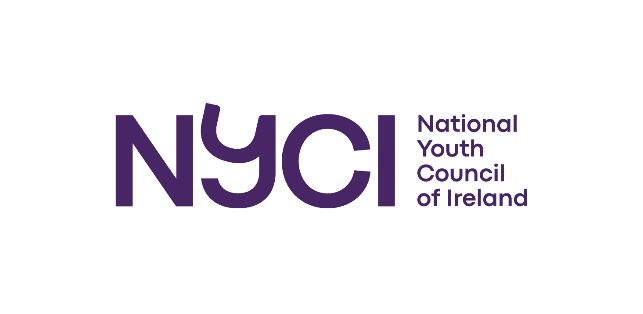 NYCI
National
Youth
Council
of Ireland